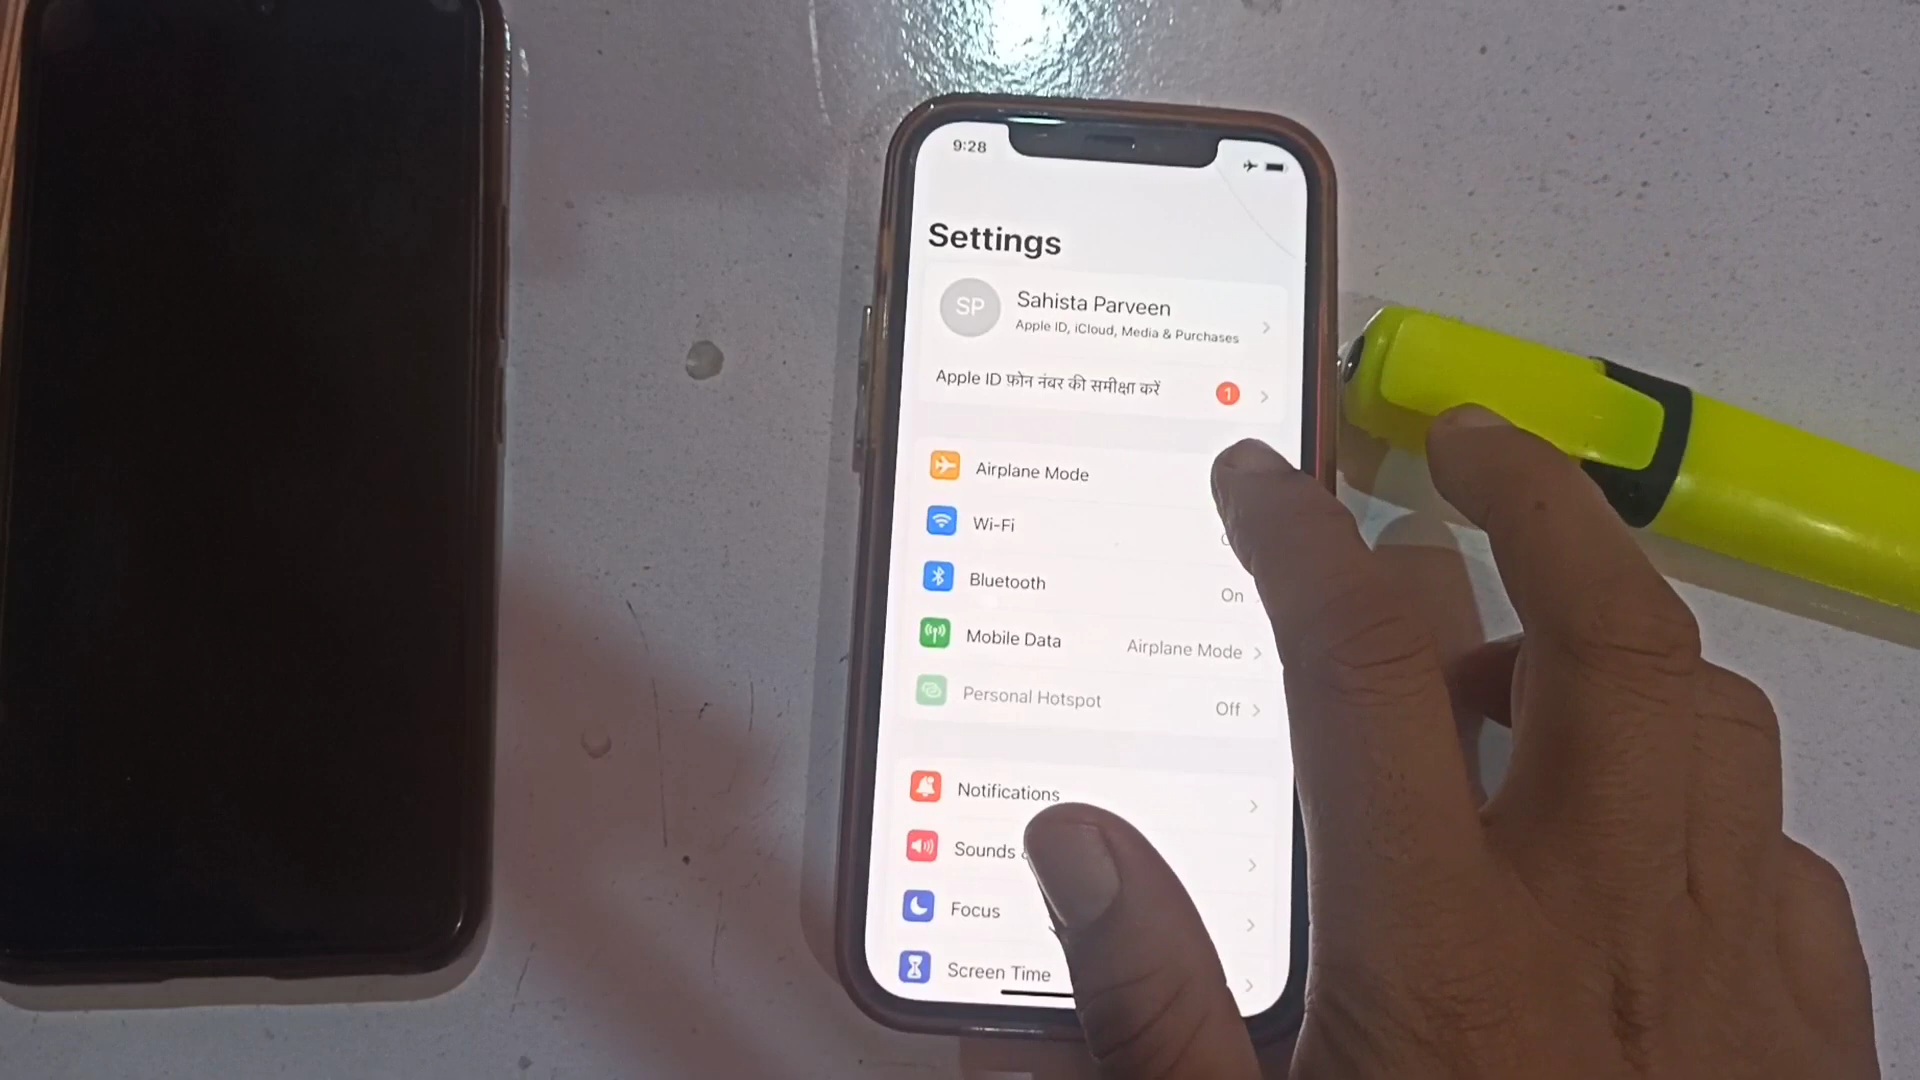 9:28
Settings
SP
Sahista Parveen
Apple ID, iCloud, Media & Purchases
Apple ID फ़ोन नंबर की समीक्षा करें
1
Airplane Mode
Wi-Fi
Bluetooth
On
Mobile Data
Airplane Mode
Personal Hotspot
Off
Notifications
Sounds
Focus
Screen Time